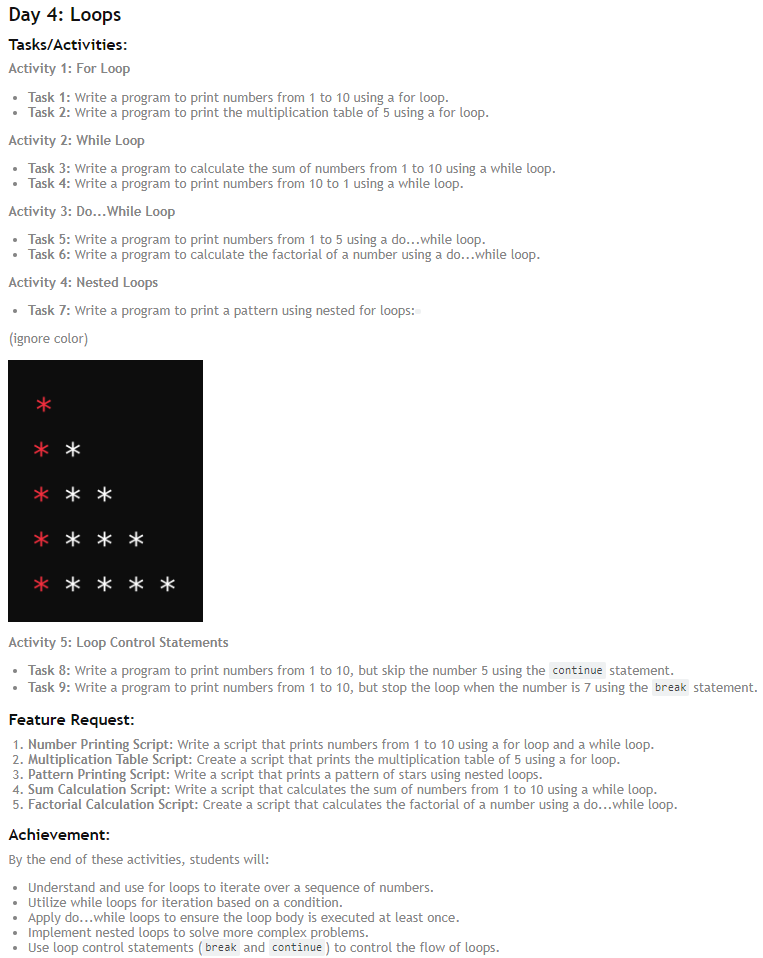 Day 4: Loops
Tasks/Activities:
Activity 1: For Loop
• Task 1: Write a program to print numbers from 1 to 10 using a for loop.
• Task 2: Write a program to print the multiplication table of 5 using a for loop.
Activity 2: While Loop
• Task 3: Write a program to calculate the sum of numbers from 1 to 10 using a while loop.
• Task 4: Write a program to print numbers from 10 to 1 using a while loop.
Activity 3: Do...While Loop
• Task 5: Write a program to print numbers from 1 to 5 using a do...while loop.
• Task 6: Write a program to calculate the factorial of a number using a do...while loop.
Activity 4: Nested Loops
• Task 7: Write a program to print a pattern using nested for loops:
(ignore color)
*
* *
* * *
* * * *
* * * * *
Activity 5: Loop Control Statements
• Task 8: Write a program to print numbers from 1 to 10, but skip the number 5 using the continue statement.
• Task 9: Write a program to print numbers from 1 to 10, but stop the loop when the number is 7 using the break statement.
Feature Request:
1. Number Printing Script: Write a script that prints numbers from 1 to 10 using a for loop and a while loop.
2. Multiplication Table Script: Create a script that prints the multiplication table of 5 using a for loop.
3. Pattern Printing Script: Write a script that prints a pattern of stars using nested loops.
4. Sum Calculation Script: Write a script that calculates the sum of numbers from 1 to 10 using a while loop.
5. Factorial Calculation Script: Create a script that calculates the factorial of a number using a do...while loop.
Achievement:
By the end of these activities, students will:
• Understand and use for loops to iterate over a sequence of numbers.
• Utilize while loops for iteration based on a condition.
• Apply do...while loops to ensure the loop body is executed at least once.
• Implement nested loops to solve more complex problems.
• Use loop control statements (break and continue) to control the flow of loops.